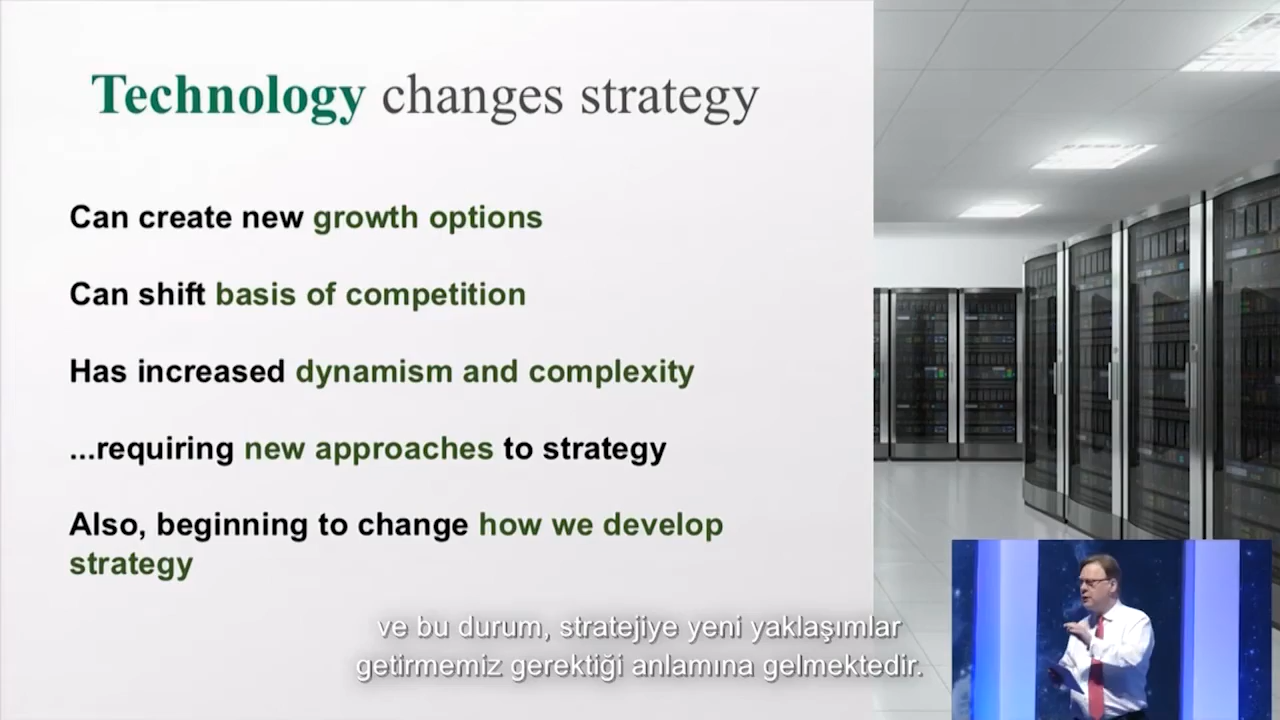 Technology changes strategy
Can create new growth options
Can shift basis of competition
Has increased dynamism and complexity
...requiring new approaches to strategy
Also, beginning to change how we develop
strategy
ve bu durum, stratejiye yeni yaklaşımlar
getirmemiz gerektiği anlamına gelmektedir.